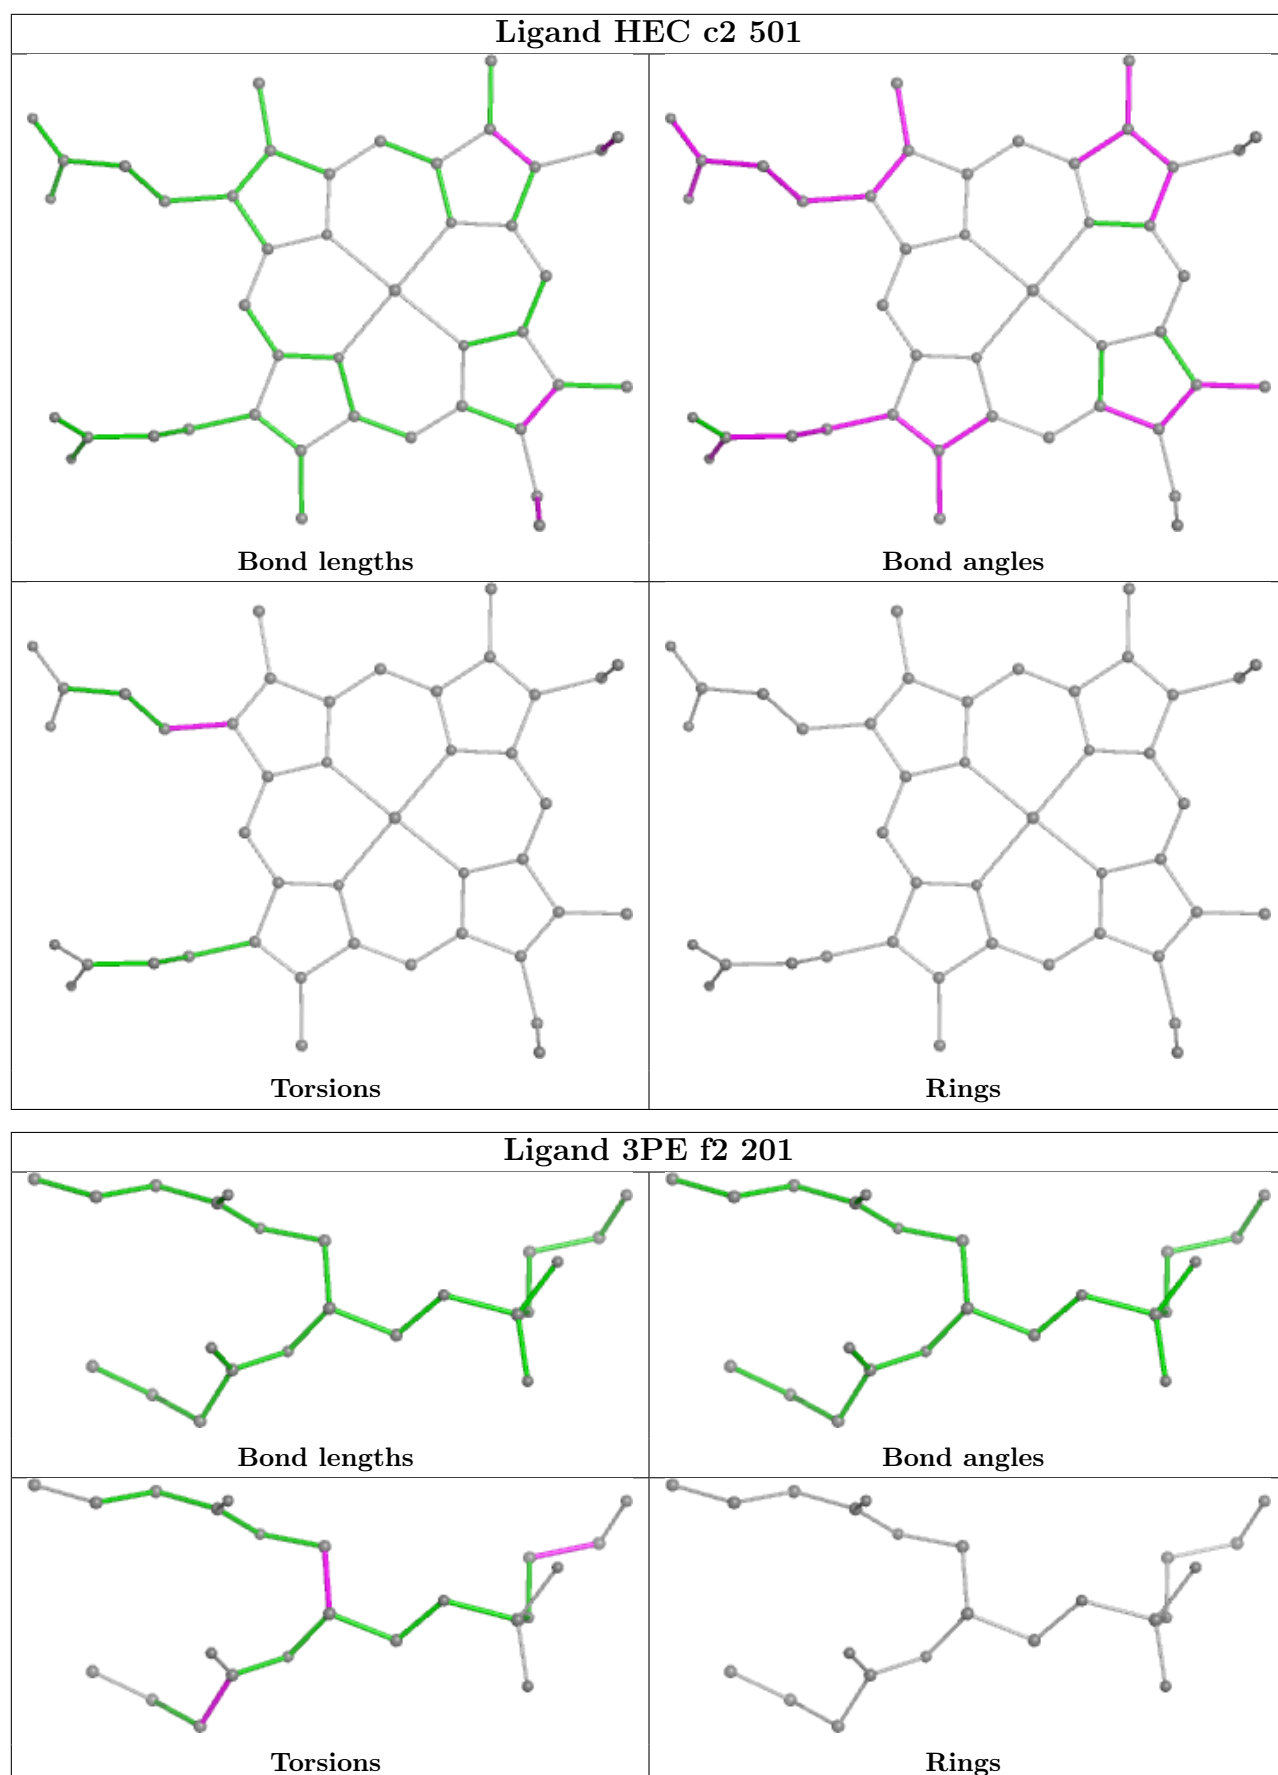 Ligand HEC c2 501
Bond lengths
Bond angles
Torsions
Rings
Ligand 3PE f2 201
Bond lengths
Bond angles
Torsions
Rings